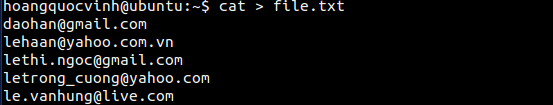 hoangquocvinh@ubuntu:~$ cat > file.txt
daohan@gmail.com
lehaan@yahoo.com.vn
lethi.ngoc@gmail.com
letrong_cuong@yahoo.com
le.vanhung@live.com